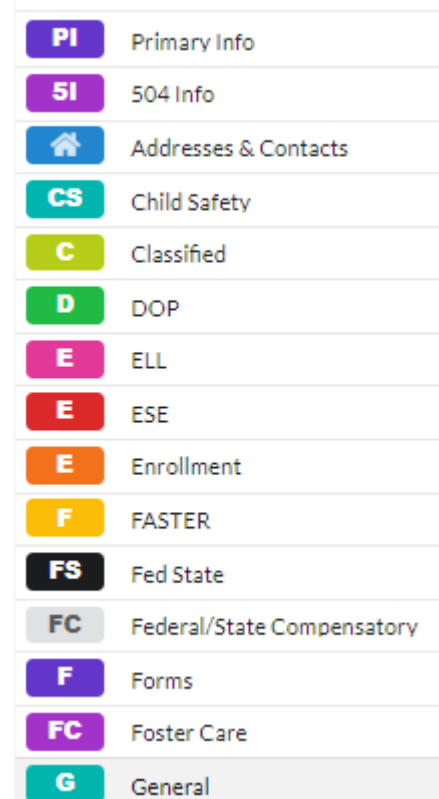 PI Primary Info
5I 504 Info
Addresses & Contacts
CS Child Safety
C Classified
D DOP
E ELL
E ESE
E Enrollment
F FASTER
FS Fed State
FC Federal/State Compensatory
F Forms
FC Foster Care
G General